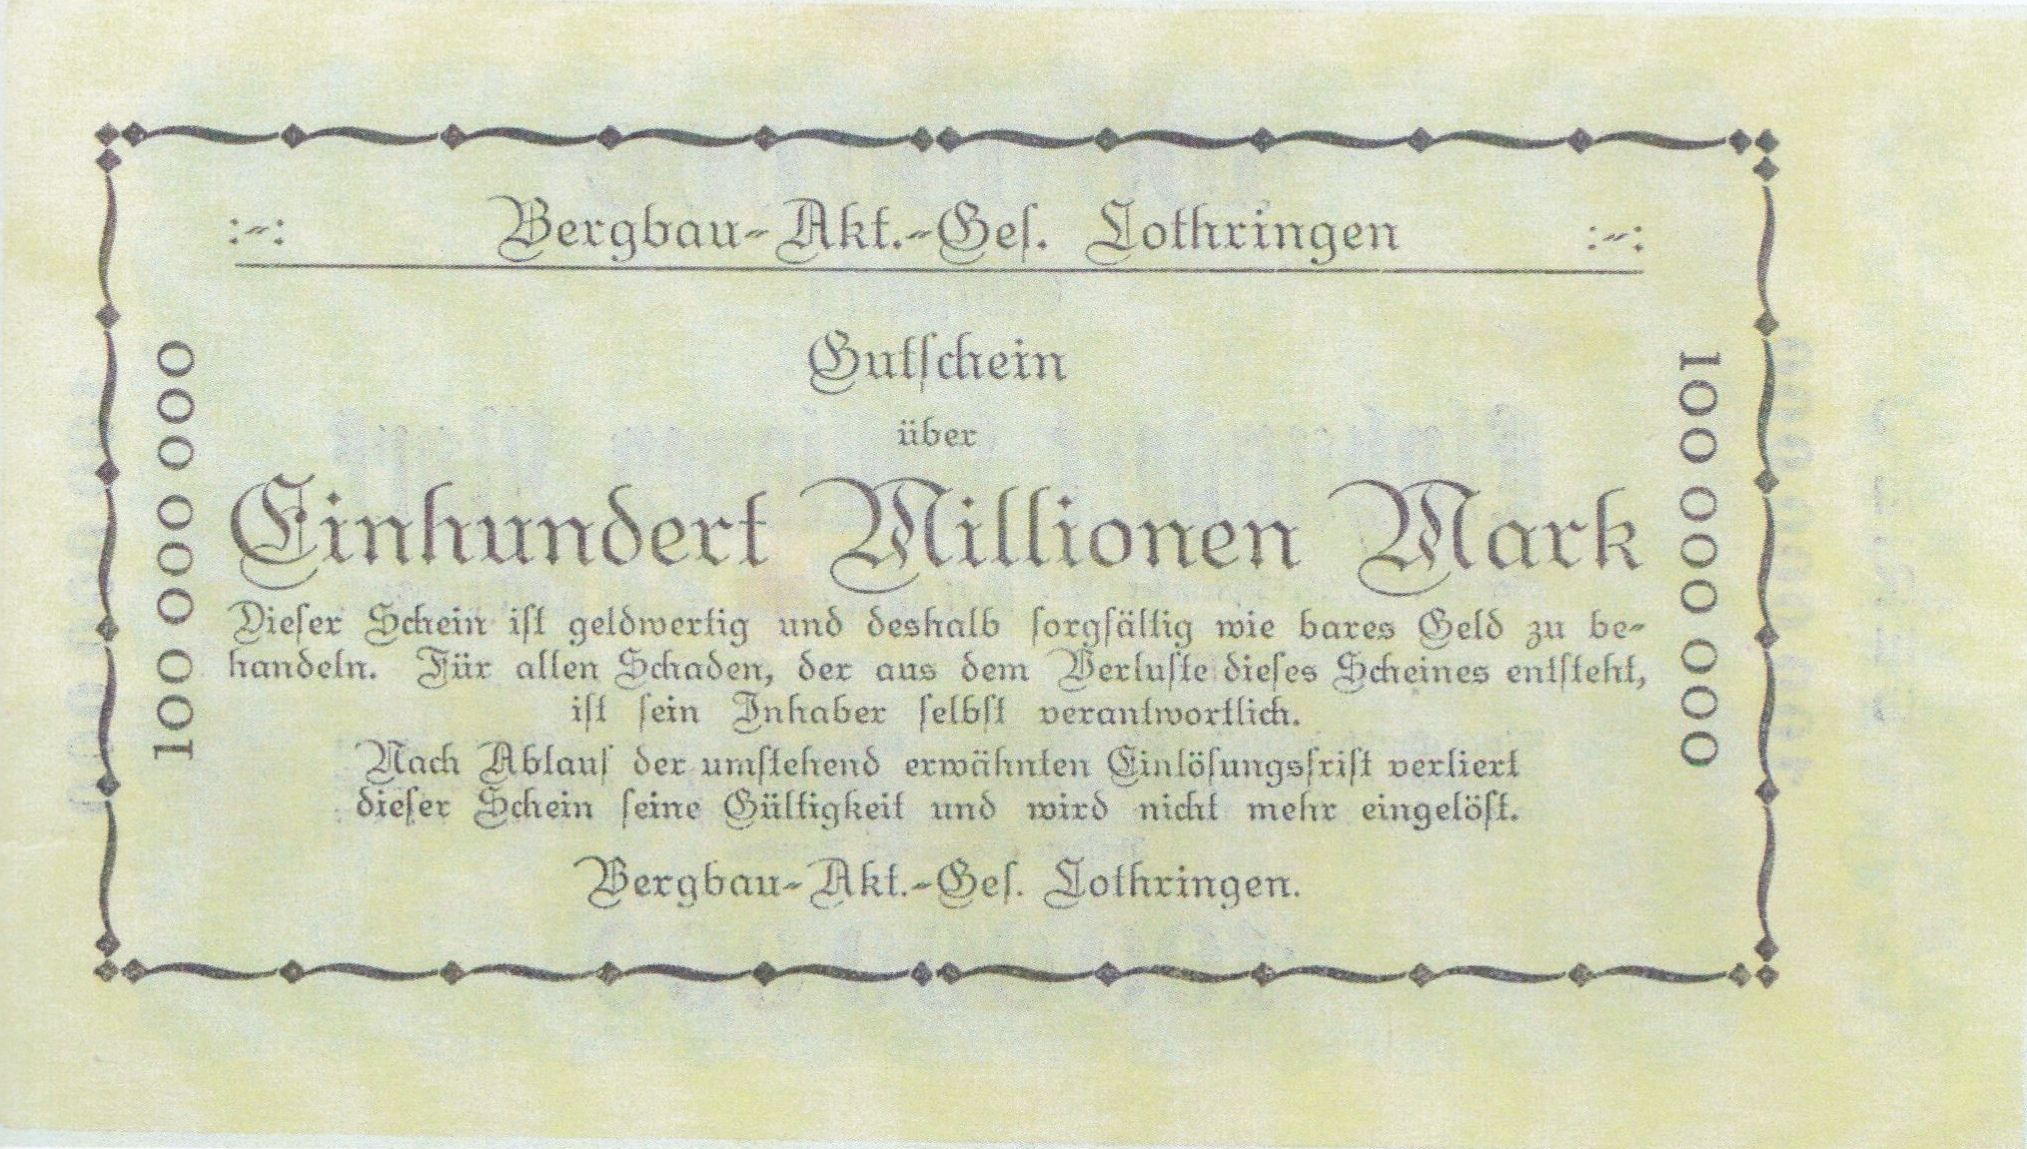 :-: Bergbau-Akt.-Geſ. Lothringen :-:
Gutſchein
über
Einhundert Millionen Mark
100 000 000
100 000 000
Dieſer Schein iſt geldwertig und deshalb ſorgfältig wie bares Geld zu be-
handeln. Für allen Schaden, der aus dem Verluſte dieſes Scheines entſteht,
iſt ſein Inhaber ſelbſt verantwortlich.
Nach Ablauf der umſtehend erwähnten Einlöſungsfriſt verliert
dieſer Schein ſeine Gültigkeit und wird nicht mehr eingelöſt.
Bergbau-Akt.-Geſ. Lothringen.